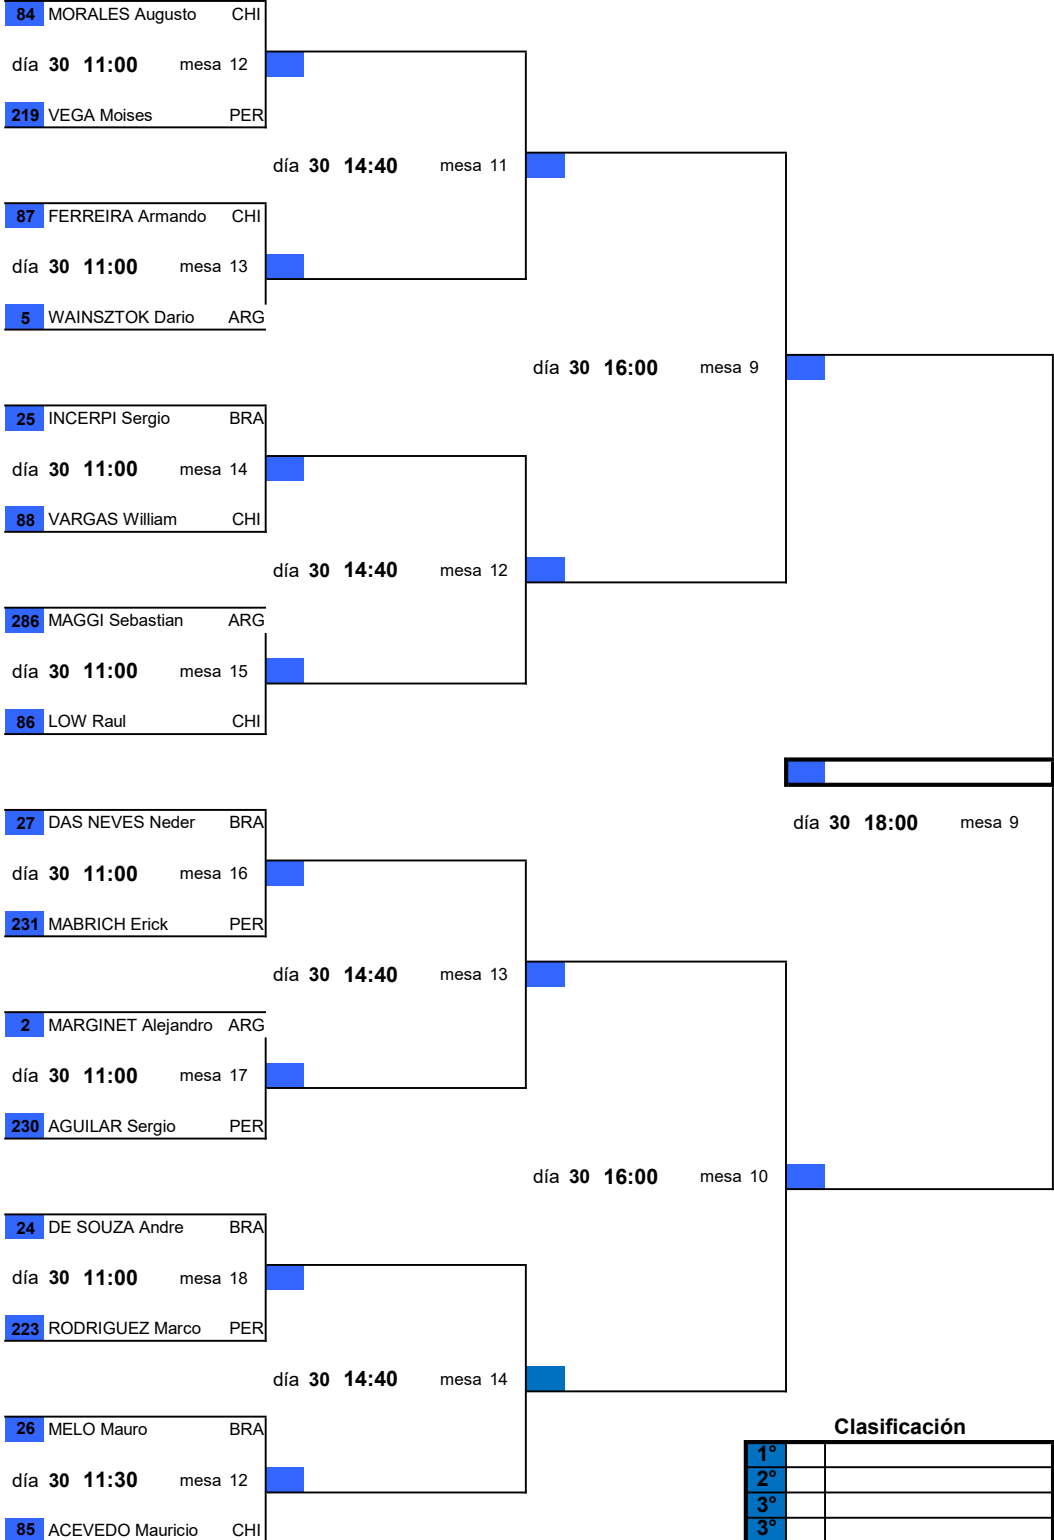 84 MORALES Augusto CHI
día 30 11:00 mesa 12
219 VEGA Moises PER
día 30 14:40 mesa 11
87 FERREIRA Armando CHI
día 30 11:00 mesa 13
5 WAINSZTOK Dario ARG
día 30 16:00 mesa 9
25 INCERPI Sergio BRA
día 30 11:00 mesa 14
88 VARGAS William CHI
día 30 14:40 mesa 12
286 MAGGI Sebastian ARG
día 30 11:00 mesa 15
86 LOW Raul CHI
27 DAS NEVES Neder BRA
día 30 18:00 mesa 9
día 30 11:00 mesa 16
231 MABRICH Erick PER
día 30 14:40 mesa 13
2 MARGINET Alejandro ARG
día 30 11:00 mesa 17
230 AGUILAR Sergio PER
día 30 16:00 mesa 10
24 DE SOUZA Andre BRA
día 30 11:00 mesa 18
223 RODRIGUEZ Marco PER
día 30 14:40 mesa 14
26 MELO Mauro BRA
día 30 11:30 mesa 12
85 ACEVEDO Mauricio CHI
Clasificación
1°
2°
3°
3°